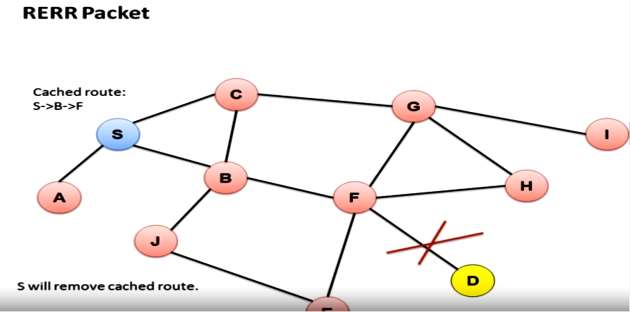 RERR Packet
Cached route:
S->B->F
C
G
S
I
B
H
A
F
J
D
S will remove cached route.